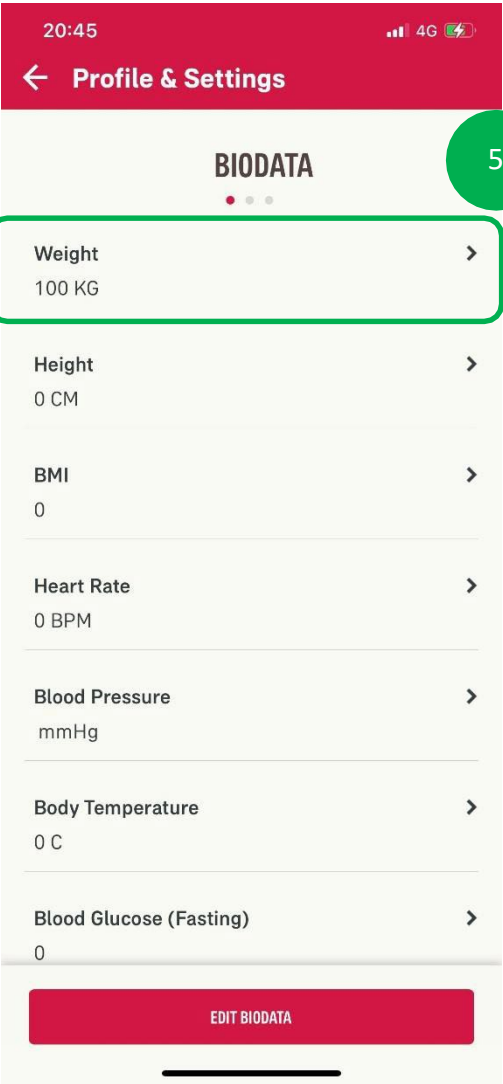 20:45 4G
Profile & Settings
BIODATA
5
Weight
100 KG
Height
0 CM
BMI
0
Heart Rate
0 BPM
Blood Pressure
mmHg
Body Temperature
0 C
Blood Glucose (Fasting)
0
EDIT BIODATA